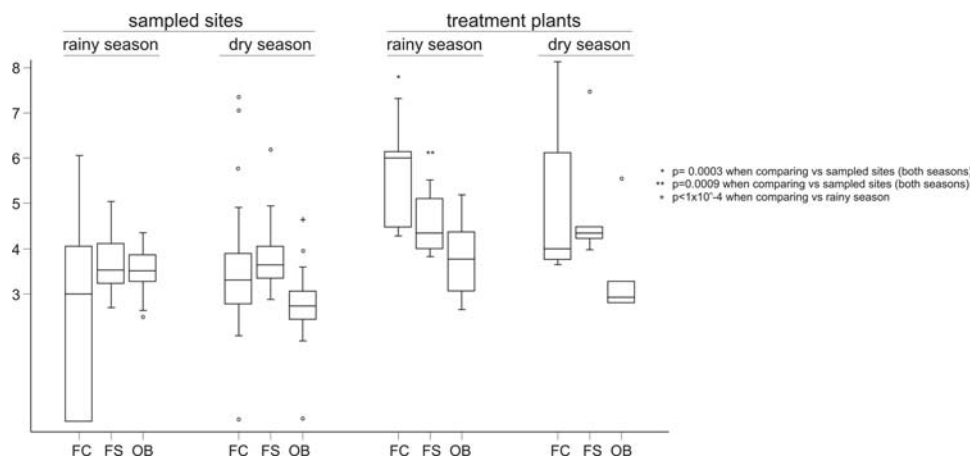 sampled sites treatment plants
rainy season dry season rainy season dry season
8
7
6
5
4
3
* p= 0.0003 when comparing vs sampled sites (both seasons)
** p=0.0009 when comparing vs sampled sites (both seasons)
+ p<1x10^-4 when comparing vs rainy season
FC FS OB FC FS OB FC FS OB FC FS OB